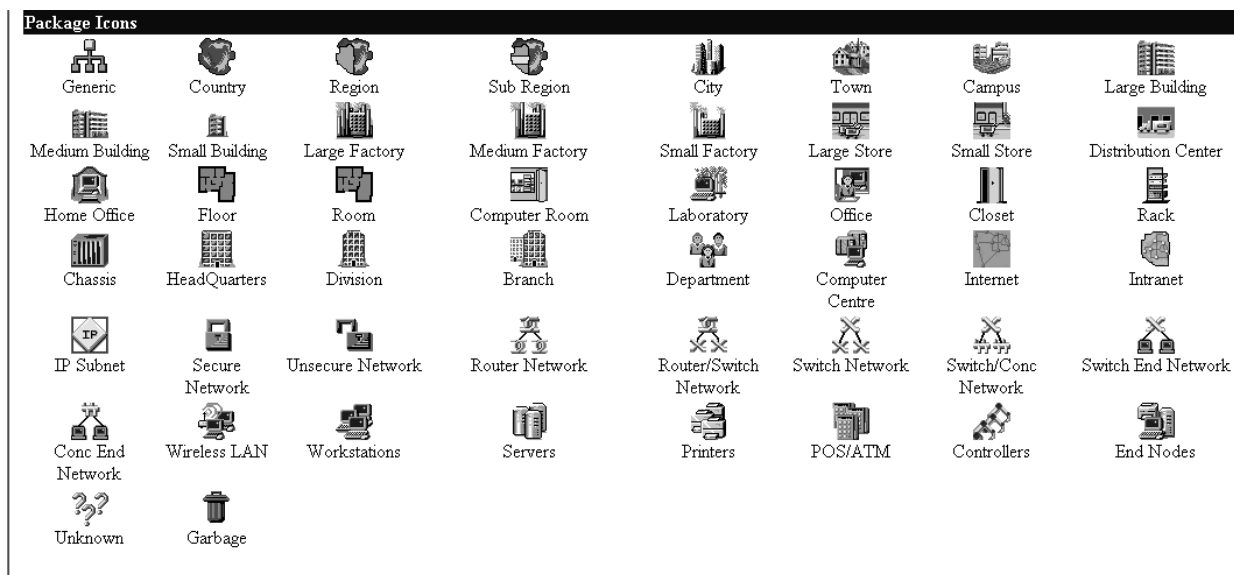 Package Icons
Generic Country Region Sub Region City Town Campus Large Building
Medium Building Small Building Large Factory Medium Factory Small Factory Large Store Small Store Distribution Center
Home Office Floor Room Computer Room Laboratory Office Closet Rack
Chassis HeadQuarters Division Branch Department Computer Internet Intranet
Centre
IP
IP Subnet Secure Unsecure Network Router Network Router/Switch Switch Network Switch/Conc Switch End Network
Network Network Network
Conc End Wireless LAN Workstations Servers Printers POS/ATM Controllers End Nodes
Network
???
Unknown Garbage